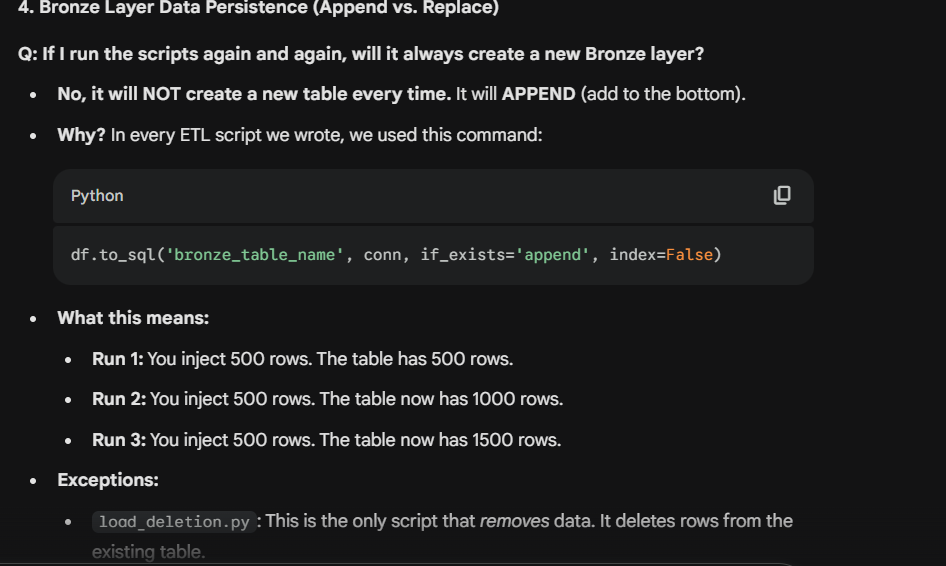 4. Bronze Layer Data Persistence (Append vs. Replace)
Q: If I run the scripts again and again, will it always create a new Bronze layer?
• No, it will NOT create a new table every time. It will APPEND (add to the bottom).
• Why? In every ETL script we wrote, we used this command:
Python
df.to_sql('bronze_table_name', conn, if_exists='append', index=False)
• What this means:
• Run 1: You inject 500 rows. The table has 500 rows.
• Run 2: You inject 500 rows. The table now has 1000 rows.
• Run 3: You inject 500 rows. The table now has 1500 rows.
• Exceptions:
• load_deletion.py: This is the only script that removes data. It deletes rows from the
existing table.